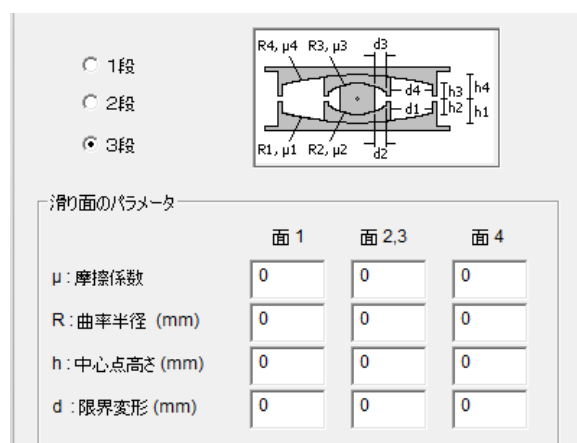 1段
2段
3段
R4, μ4 R3, μ3 d3
d4 h3 h4
d1 h2 h1
R1, μ1 R2, μ2 d2
滑り面のパラメータ
面 1 面 2,3 面 4
μ : 摩擦係数 0 0 0
R : 曲率半径 (mm) 0 0 0
h : 中心点高さ (mm) 0 0 0
d : 限界変形 (mm) 0 0 0